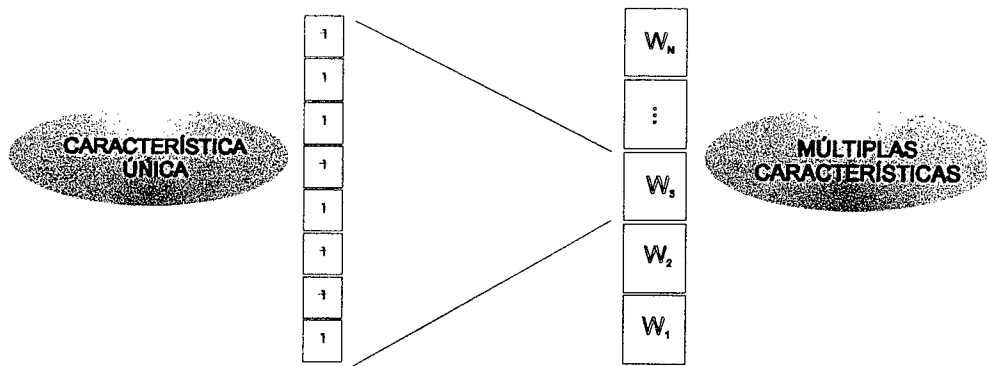 CARACTERÍSTICA
ÚNICA
1
1
1
1
1
1
1
1
W_N
⋮
W_3
W_2
W_1
MÚLTIPLAS
CARACTERÍSTICAS